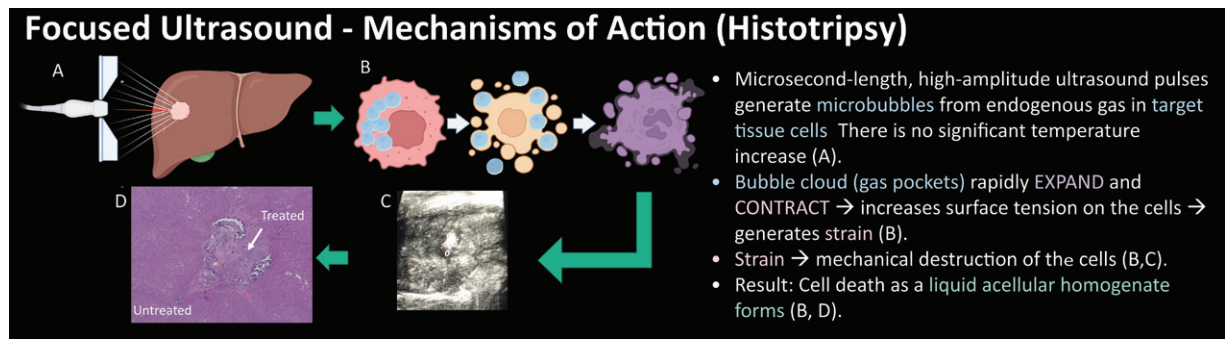 Focused Ultrasound - Mechanisms of Action (Histotripsy)
A
B
D
Treated
Untreated
C
• Microsecond-length, high-amplitude ultrasound pulses
generate microbubbles from endogenous gas in target
tissue cells There is no significant temperature
increase (A).
• Bubble cloud (gas pockets) rapidly EXPAND and
CONTRACT → increases surface tension on the cells →
generates strain (B).
• Strain → mechanical destruction of the cells (B,C).
• Result: Cell death as a liquid acellular homogenate
forms (B, D).